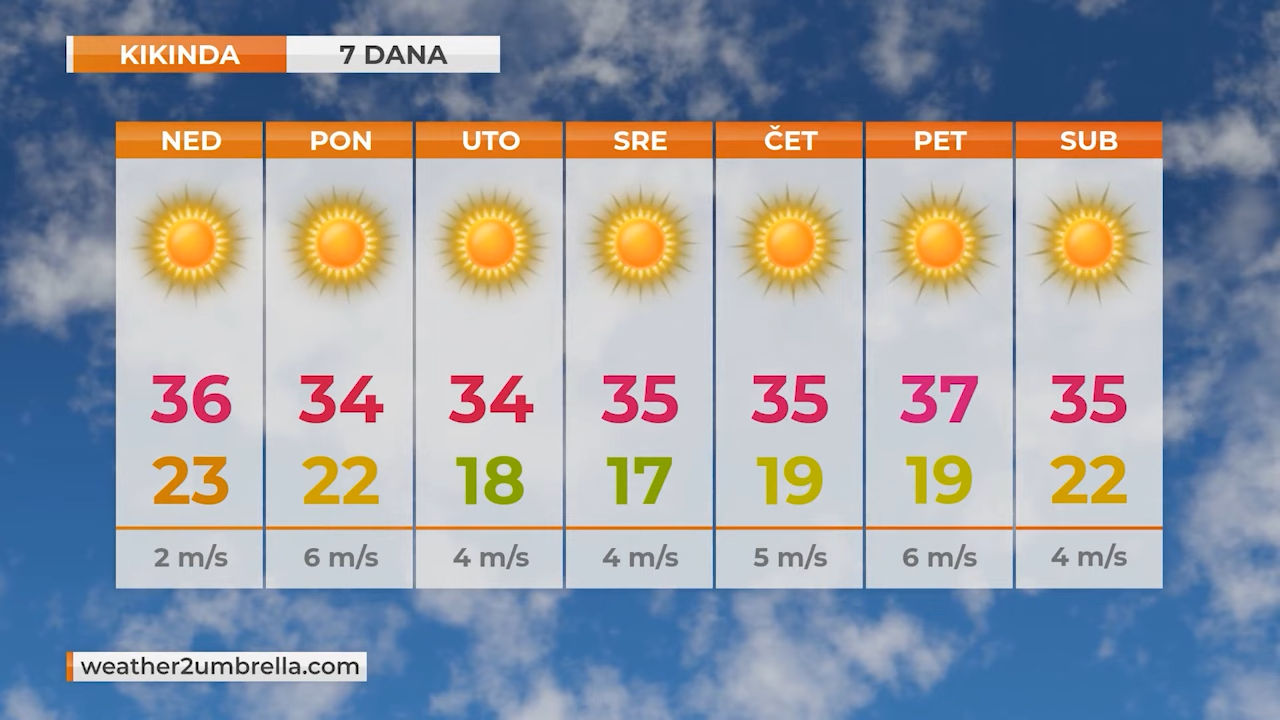 KIKINDA 7 DANA
NED PON UTO SRE ČET PET SUB
36 34 34 35 35 37 35
23 22 18 17 19 19 22
2 m/s 6 m/s 4 m/s 4 m/s 5 m/s 6 m/s 4 m/s
weather2umbrella.com